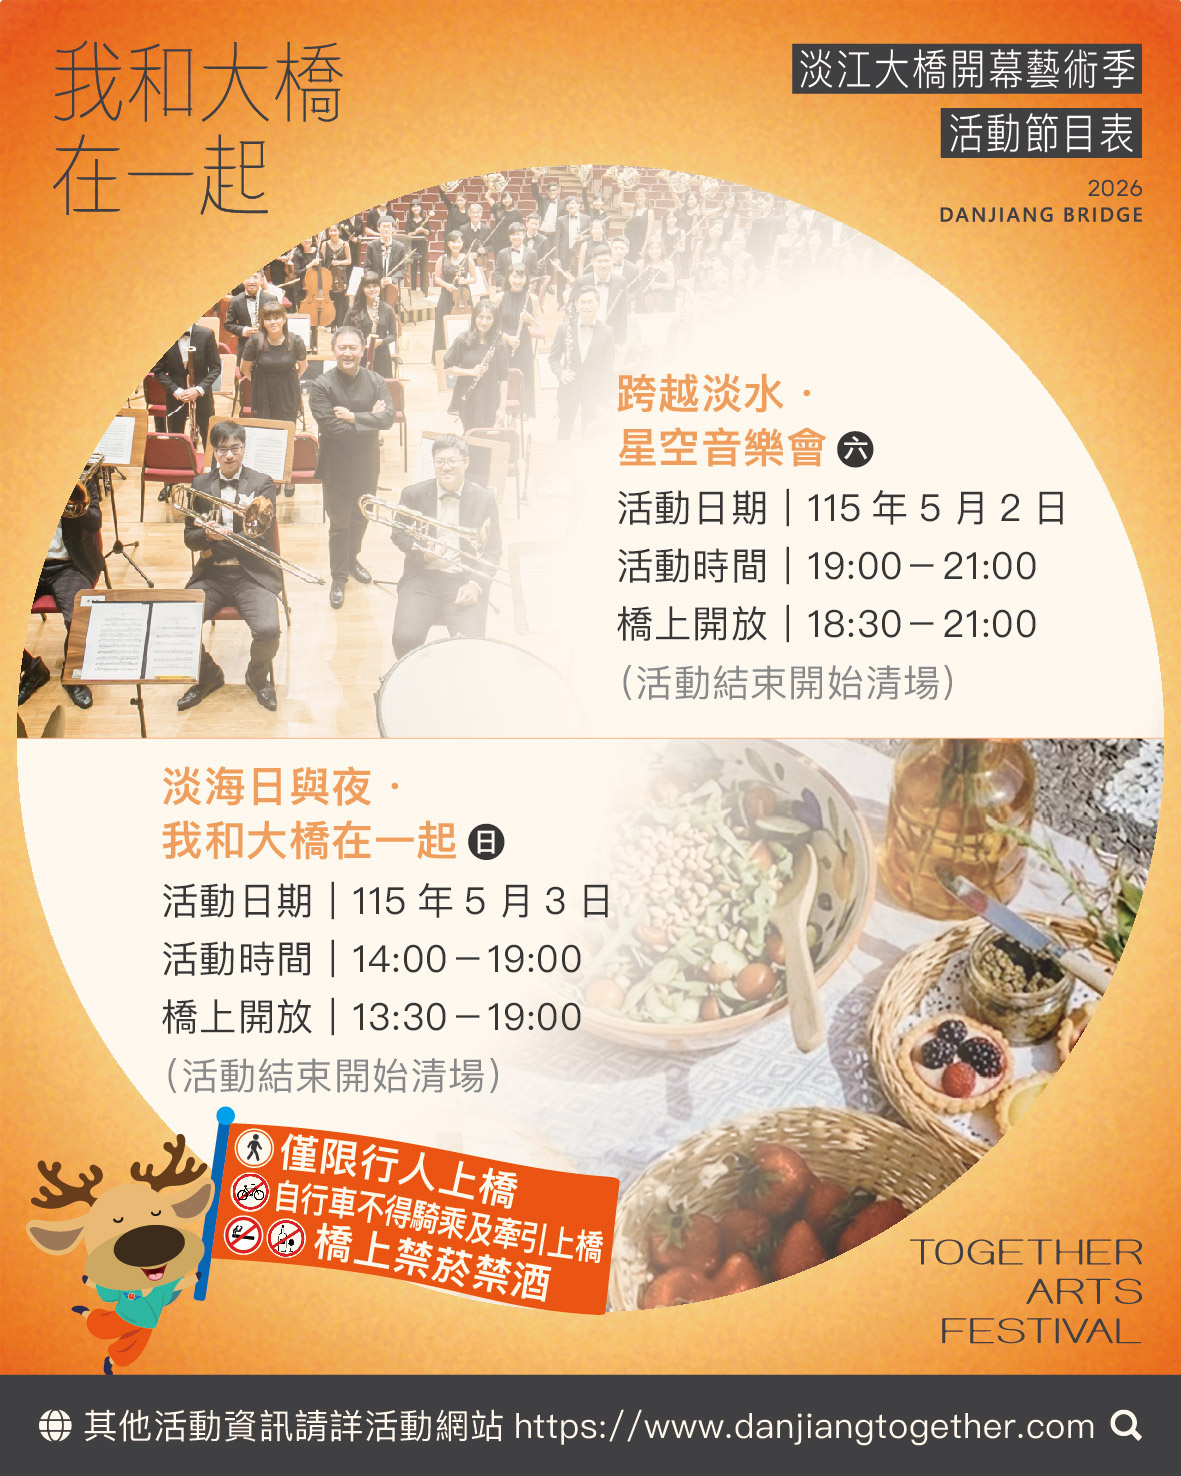 我和大橋
在一起
淡江大橋開幕藝術季
活動節目表
2026
DANJIANG BRIDGE
跨越淡水・
星空音樂會 六
活動日期｜115 年 5 月 2 日
活動時間｜19:00－21:00
橋上開放｜18:30－21:00
（活動結束開始清場）
淡海日與夜・
我和大橋在一起 日
活動日期｜115 年 5 月 3 日
活動時間｜14:00－19:00
橋上開放｜13:30－19:00
（活動結束開始清場）
僅限行人上橋
自行車不得騎乘及牽引上橋
橋上禁菸禁酒
TOGETHER
ARTS
FESTIVAL
其他活動資訊請詳活動網站 https://www.danjiangtogether.com